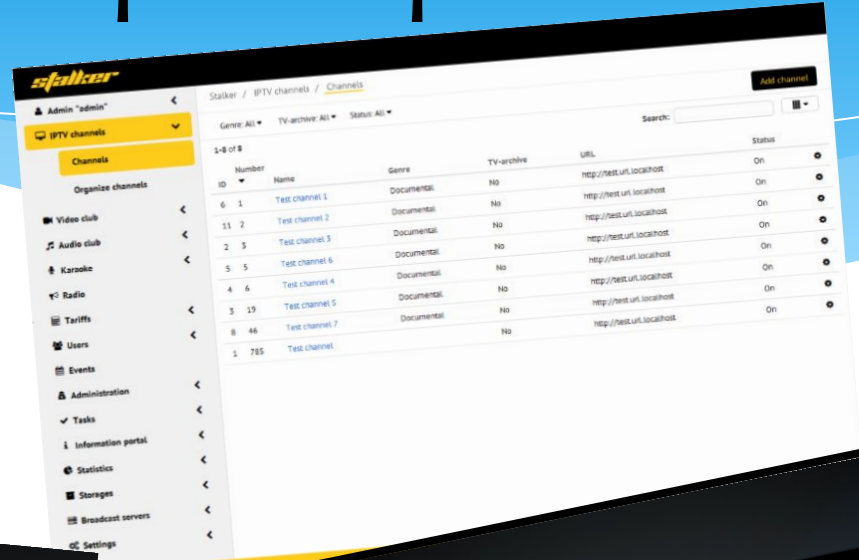 stalker
Admin "admin"
IPTV channels
Channels
Organize channels
Video club
Audio club
Karaoke
Radio
Tariffs
Users
Events
Administration
Tasks
Information portal
Statistics
Storages
Broadcast servers
Settings
Stalker / IPTV channels / Channels
Add channel
Genre: All TV-archive: All Status: All
Search:
1-8 of 8
ID Number Name Genre TV-archive URL Status
6 1 Test channel 1 Documental No http://test.url.localhost On
11 2 Test channel 2 Documental No http://test.url.localhost On
2 3 Test channel 3 Documental No http://test.url.localhost On
5 5 Test channel 6 Documental No http://test.url.localhost On
4 6 Test channel 4 Documental No http://test.url.localhost On
3 19 Test channel 5 Documental No http://test.url.localhost On
8 46 Test channel 7 Documental No http://test.url.localhost On
1 785 Test channel No http://test.url.localhost On